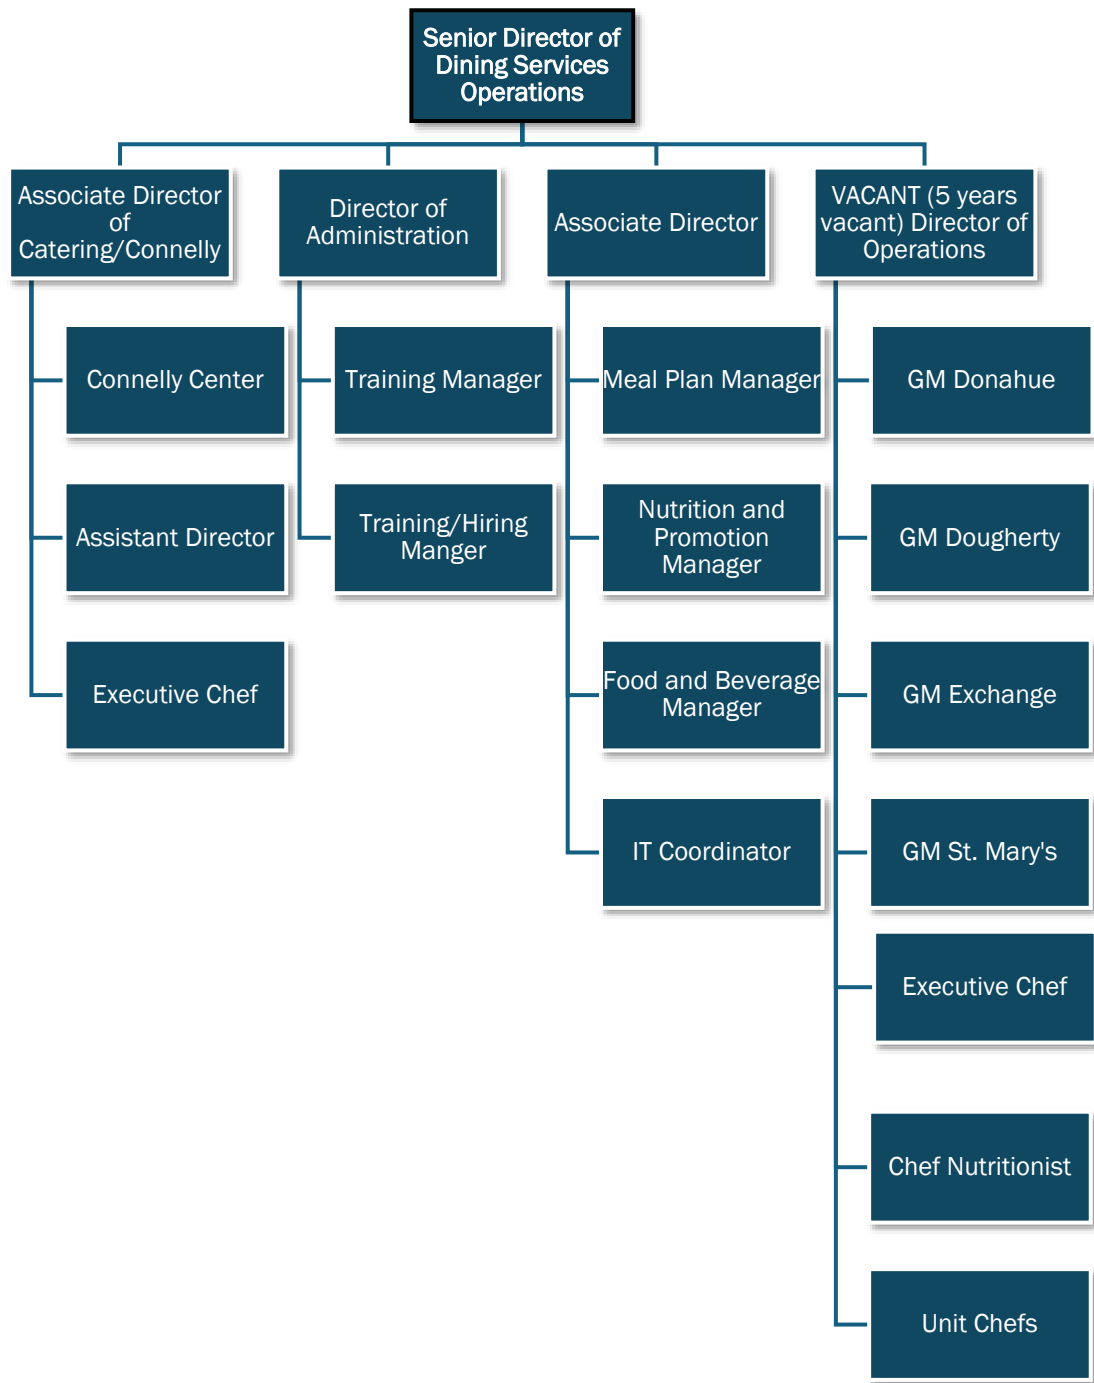 Senior Director of
Dining Services
Operations
Associate Director
of
Catering/Connelly
Director of
Administration
Associate Director
VACANT (5 years
vacant) Director of
Operations
Connelly Center
Training Manager
Meal Plan Manager
GM Donahue
Assistant Director
Training/Hiring
Manger
Nutrition and
Promotion
Manager
GM Dougherty
Executive Chef
Food and Beverage
Manager
GM Exchange
IT Coordinator
GM St. Mary's
Executive Chef
Chef Nutritionist
Unit Chefs